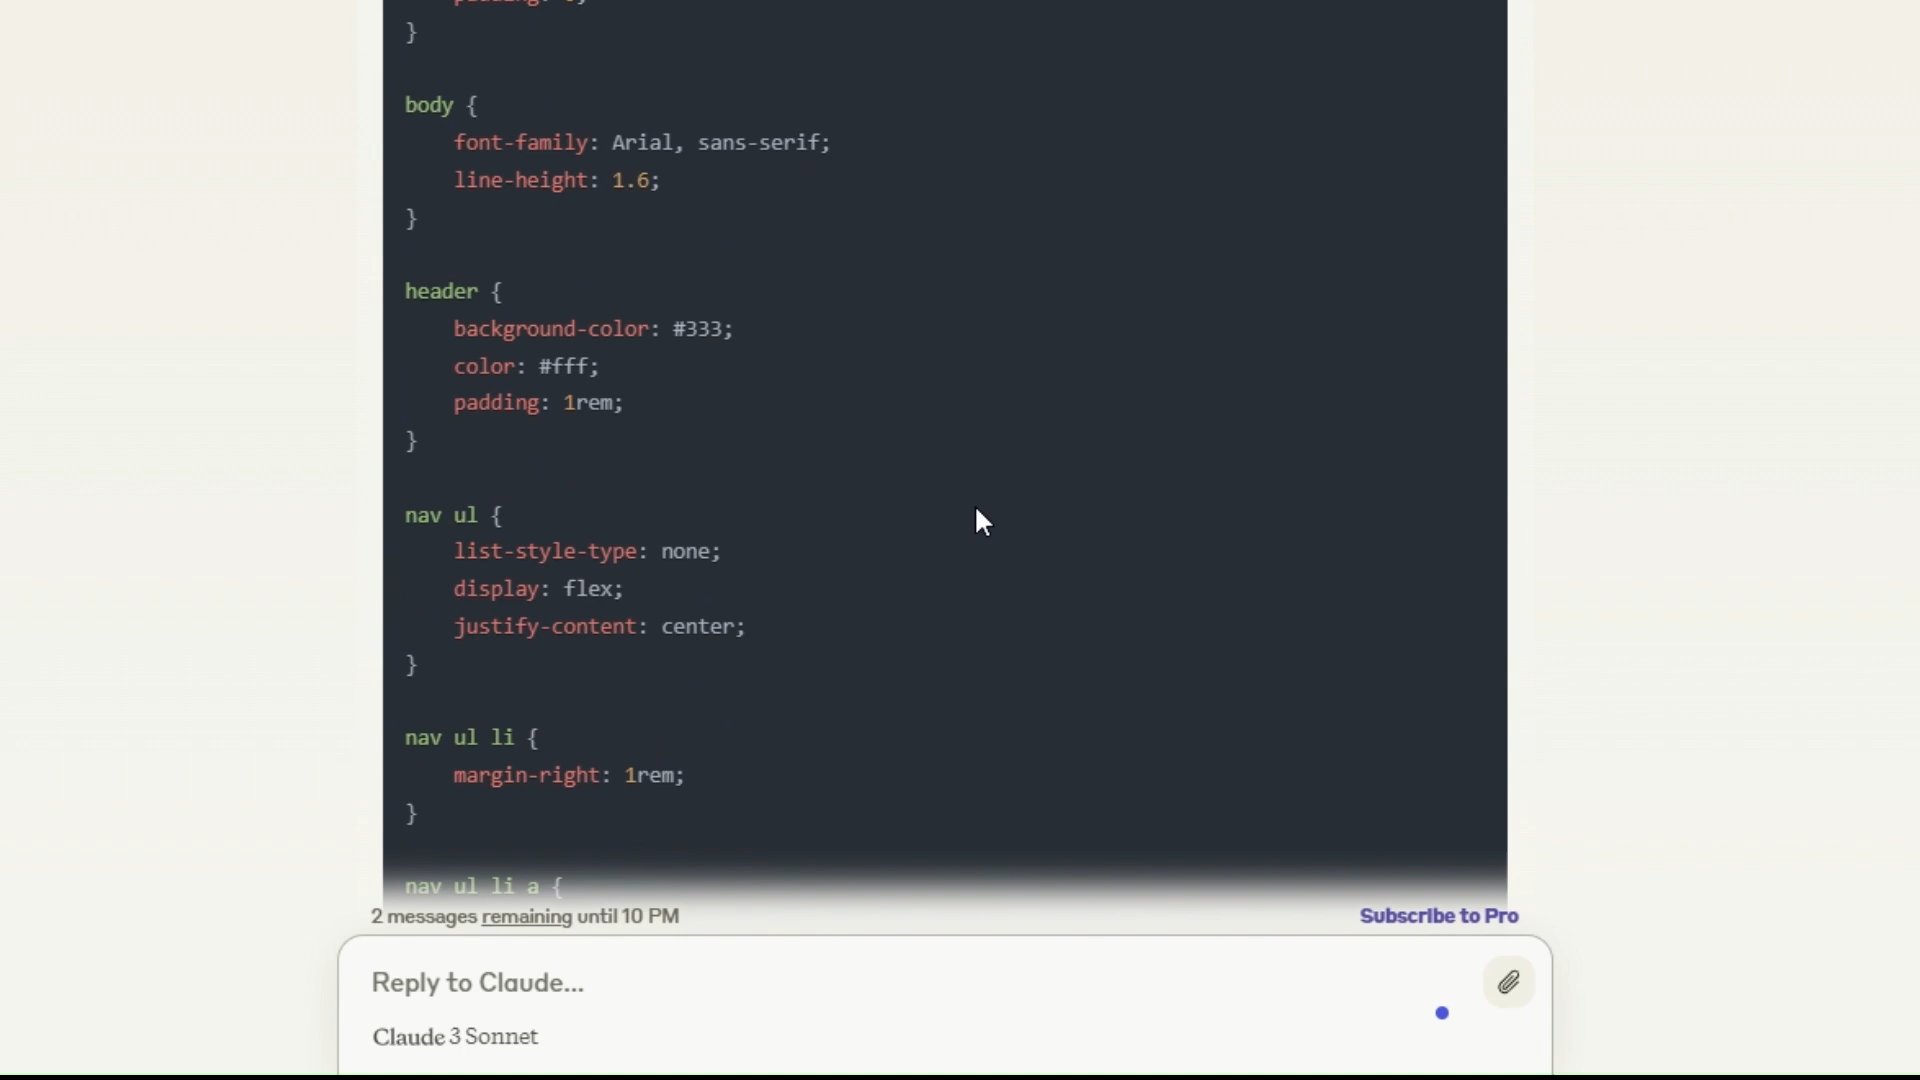 padding: 0;
}
body {
font-family: Arial, sans-serif;
line-height: 1.6;
}
header {
background-color: #333;
color: #fff;
padding: 1rem;
}
nav ul {
list-style-type: none;
display: flex;
justify-content: center;
}
nav ul li {
margin-right: 1rem;
}
nav ul li a {
2 messages remaining until 10 PM
Subscribe to Pro
Reply to Claude...
Claude 3 Sonnet